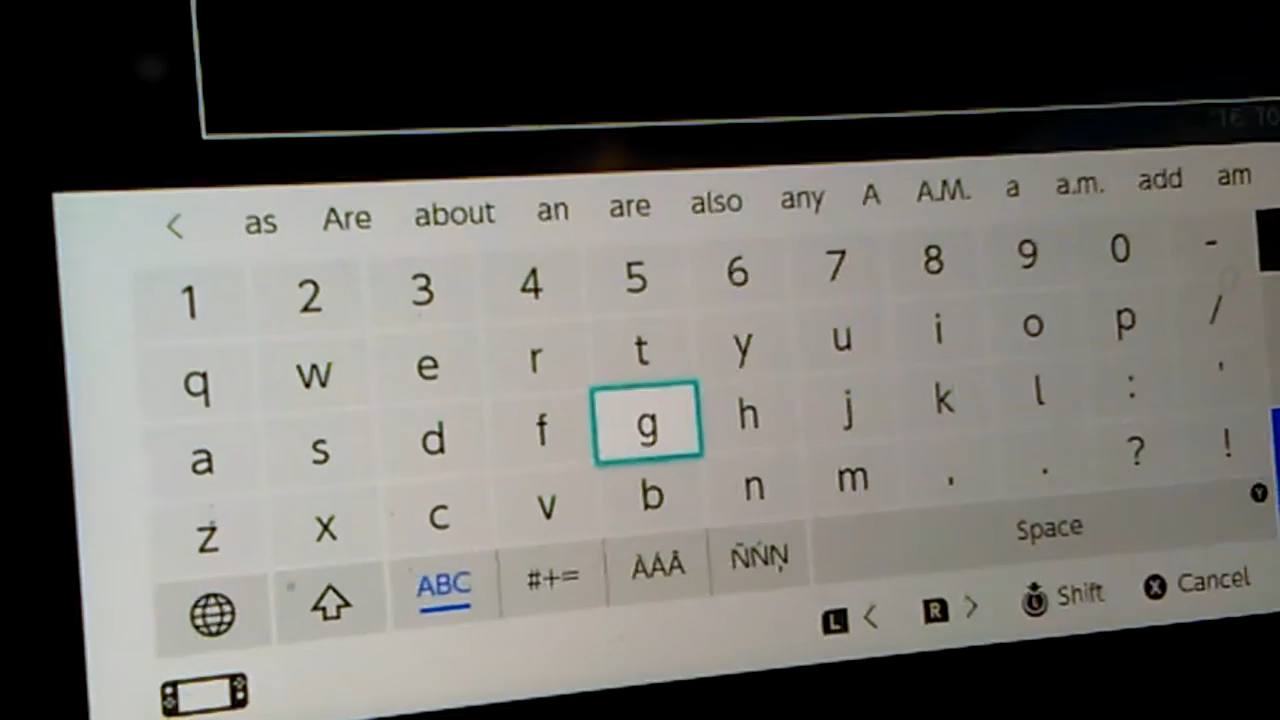 < as Are about an are also any A A.M. a a.m. add am
1 2 3 4 5 6 7 8 9 0 -
q w e r t y u i o p /
a s d f g h j k l : '
z x c v b n m , . ? !
ABC #+= ÀÁÂ ÑŃŅ Space Y
L < R > L Shift X Cancel